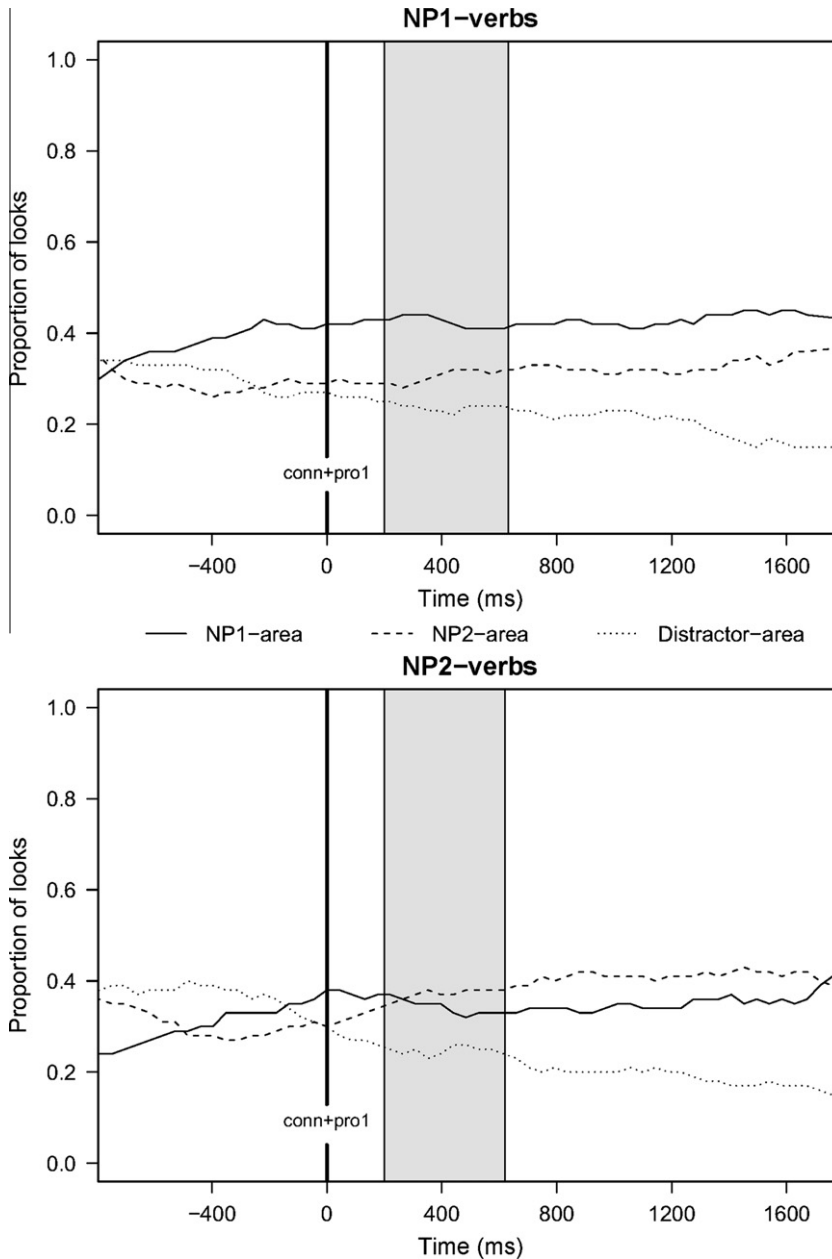 NP1−verbs
Proportion of looks
1.0
0.8
0.6
0.4
0.2
0.0
conn+pro1
−400 0 400 800 1200 1600
Time (ms)
NP1−area NP2−area Distractor−area
NP2−verbs
Proportion of looks
1.0
0.8
0.6
0.4
0.2
0.0
conn+pro1
−400 0 400 800 1200 1600
Time (ms)